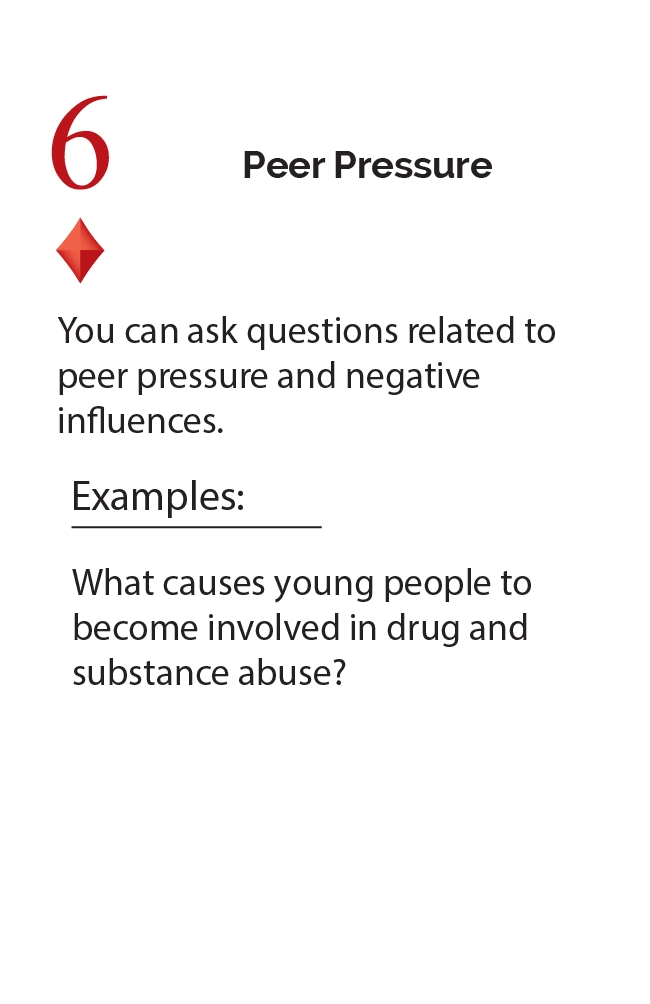 6
Peer Pressure
You can ask questions related to
peer pressure and negative
influences.
Examples:
What causes young people to
become involved in drug and
substance abuse?